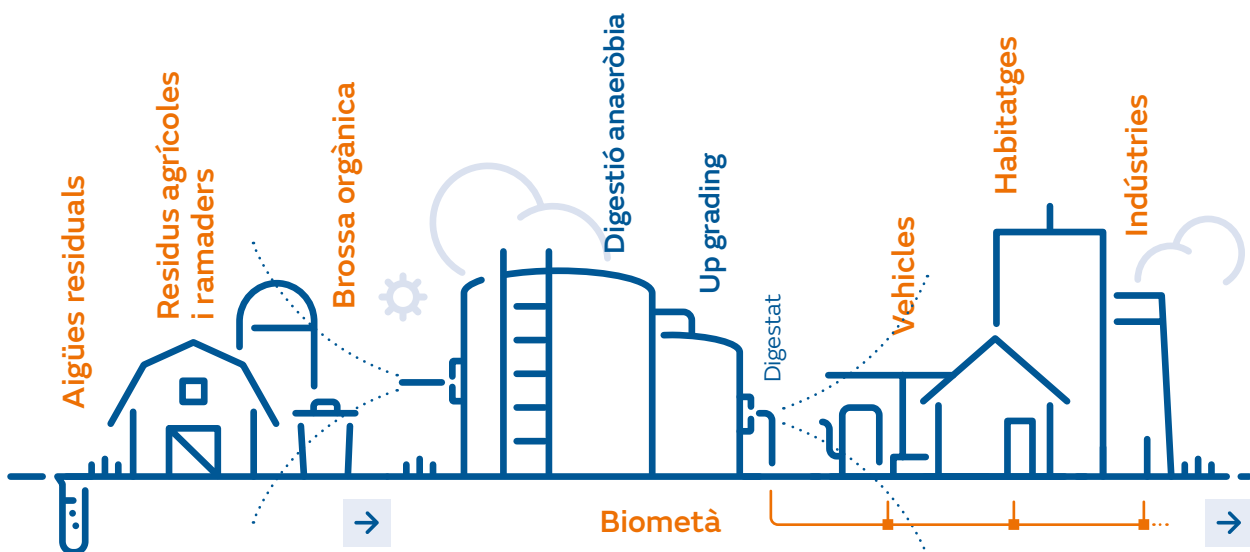 Aigües residuals
Residus agrícoles
i ramaders
Brossa orgànica
Digestió anaeròbia
Up grading
Digestat
Vehicles
Habitatges
Indústries
Biometà